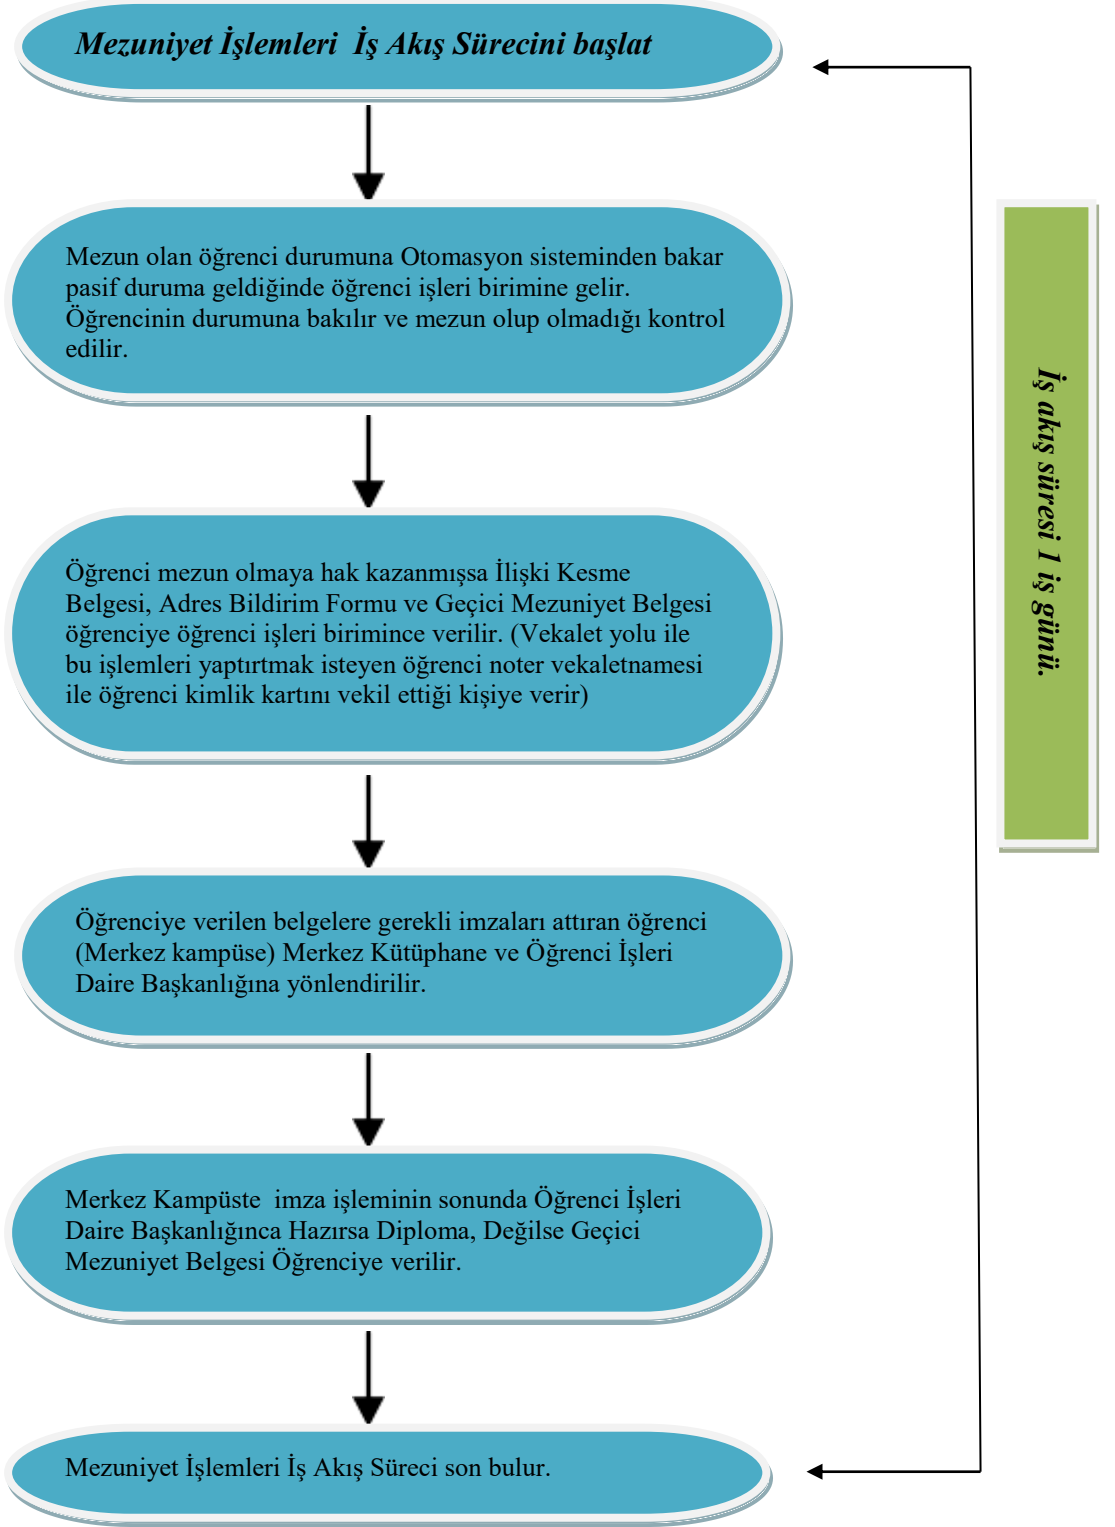 Mezuniyet İşlemleri  İş Akış Sürecini başlat
Mezun olan öğrenci durumuna Otomasyon sisteminden bakar
pasif duruma geldiğinde öğrenci işleri birimine gelir.
Öğrencinin durumuna bakılır ve mezun olup olmadığı kontrol
edilir.
İş akış süresi 1 iş günü.
Öğrenci mezun olmaya hak kazanmışsa İlişki Kesme
Belgesi, Adres Bildirim Formu ve Geçici Mezuniyet Belgesi
öğrenciye öğrenci işleri birimince verilir. (Vekalet yolu ile
bu işlemleri yaptırtmak isteyen öğrenci noter vekaletnamesi
ile öğrenci kimlik kartını vekil ettiği kişiye verir)
Öğrenciye verilen belgelere gerekli imzaları attıran öğrenci
(Merkez kampüse) Merkez Kütüphane ve Öğrenci İşleri
Daire Başkanlığına yönlendirilir.
Merkez Kampüste  imza işleminin sonunda Öğrenci İşleri
Daire Başkanlığınca Hazırsa Diploma, Değilse Geçici
Mezuniyet Belgesi Öğrenciye verilir.
Mezuniyet İşlemleri İş Akış Süreci son bulur.